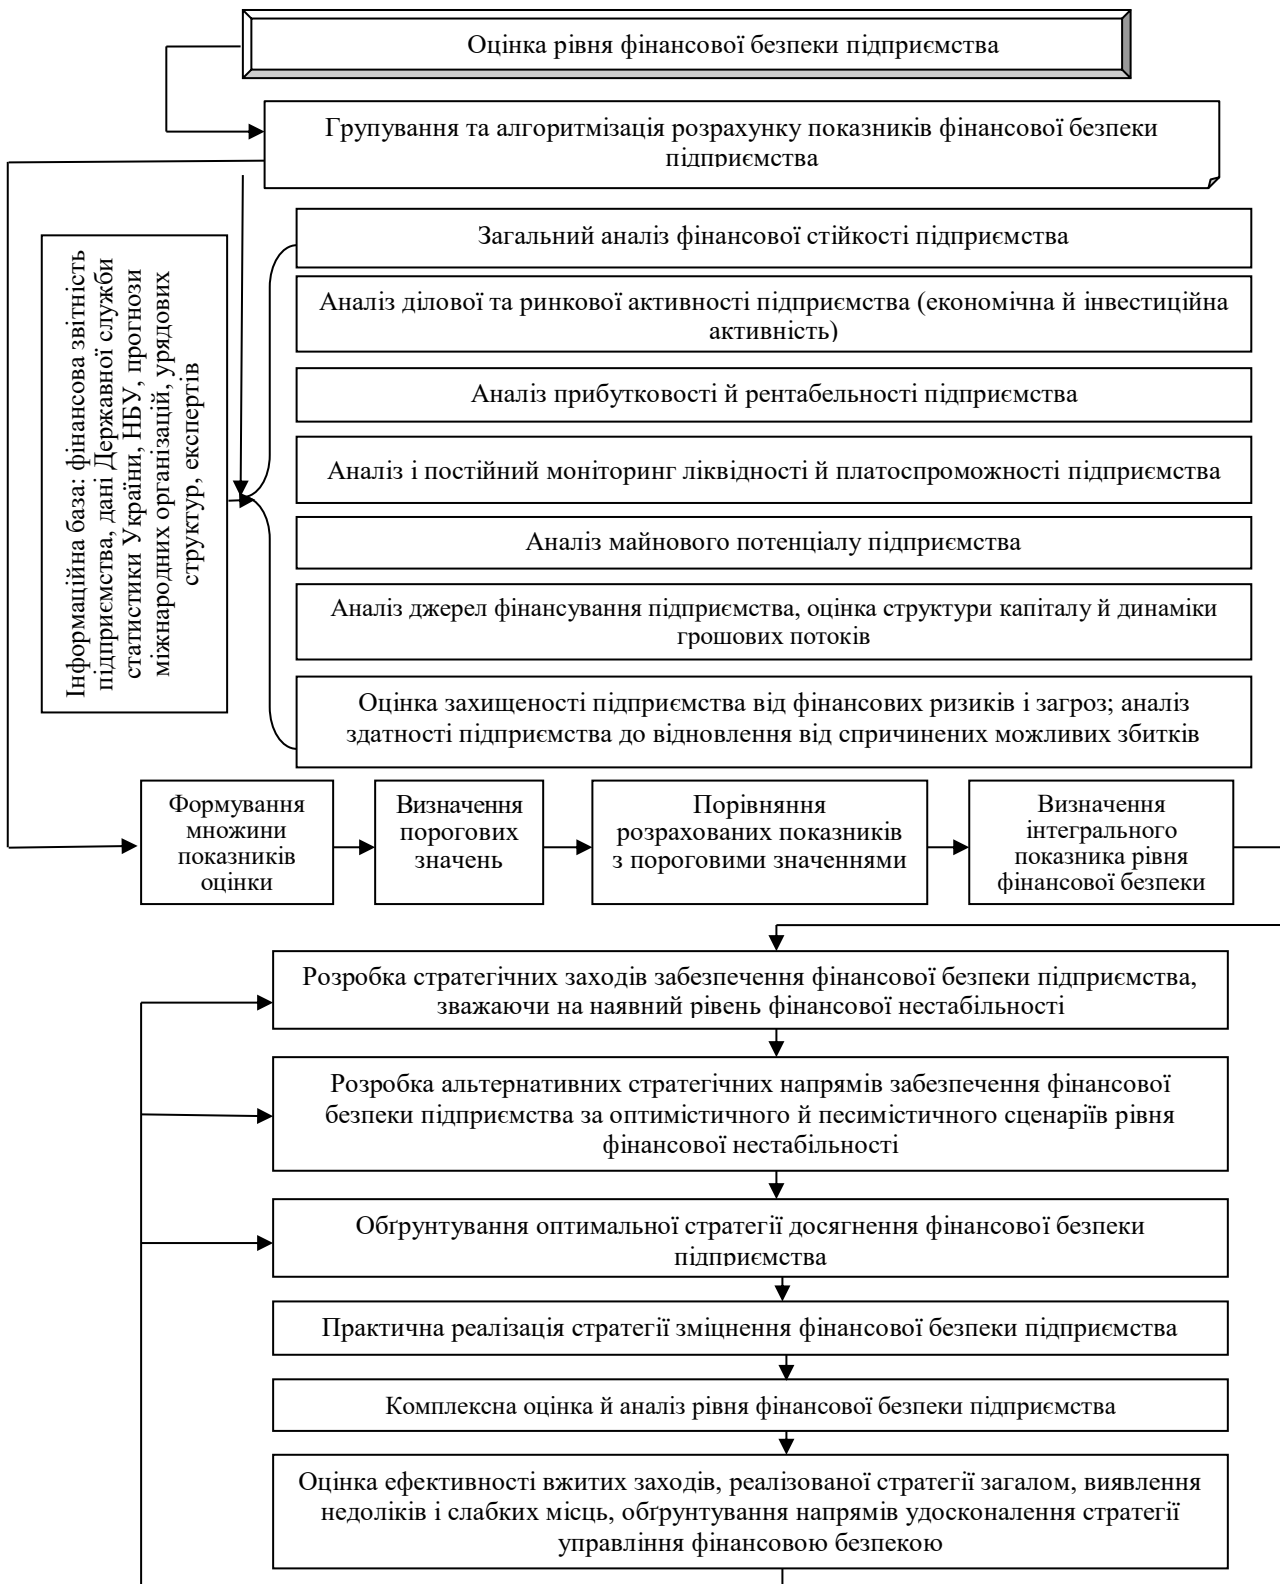 Оцінка рівня фінансової безпеки підприємства
Групування та алгоритмізація розрахунку показників фінансової безпеки
підприємства
Інформаційна база: фінансова звітність
підприємства, дані Державної служби
статистики України, НБУ, прогнози
міжнародних організацій, урядових
структур, експертів
Загальний аналіз фінансової стійкості підприємства
Аналіз ділової та ринкової активності підприємства (економічна й інвестиційна
активність)
Аналіз прибутковості й рентабельності підприємства
Аналіз і постійний моніторинг ліквідності й платоспроможності підприємства
Аналіз майнового потенціалу підприємства
Аналіз джерел фінансування підприємства, оцінка структури капіталу й динаміки
грошових потоків
Оцінка захищеності підприємства від фінансових ризиків і загроз; аналіз
здатності підприємства до відновлення від спричинених можливих збитків
Формування
множини
показників
оцінки
Визначення
порогових
значень
Порівняння
розрахованих показників
з пороговими значеннями
Визначення
інтегрального
показника рівня
фінансової безпеки
Розробка стратегічних заходів забезпечення фінансової безпеки підприємства,
зважаючи на наявний рівень фінансової нестабільності
Розробка альтернативних стратегічних напрямів забезпечення фінансової
безпеки підприємства за оптимістичного й песимістичного сценаріїв рівня
фінансової нестабільності
Обґрунтування оптимальної стратегії досягнення фінансової безпеки
підприємства
Практична реалізація стратегії зміцнення фінансової безпеки підприємства
Комплексна оцінка й аналіз рівня фінансової безпеки підприємства
Оцінка ефективності вжитих заходів, реалізованої стратегії загалом, виявлення
недоліків і слабких місць, обґрунтування напрямів удосконалення стратегії
управління фінансовою безпекою